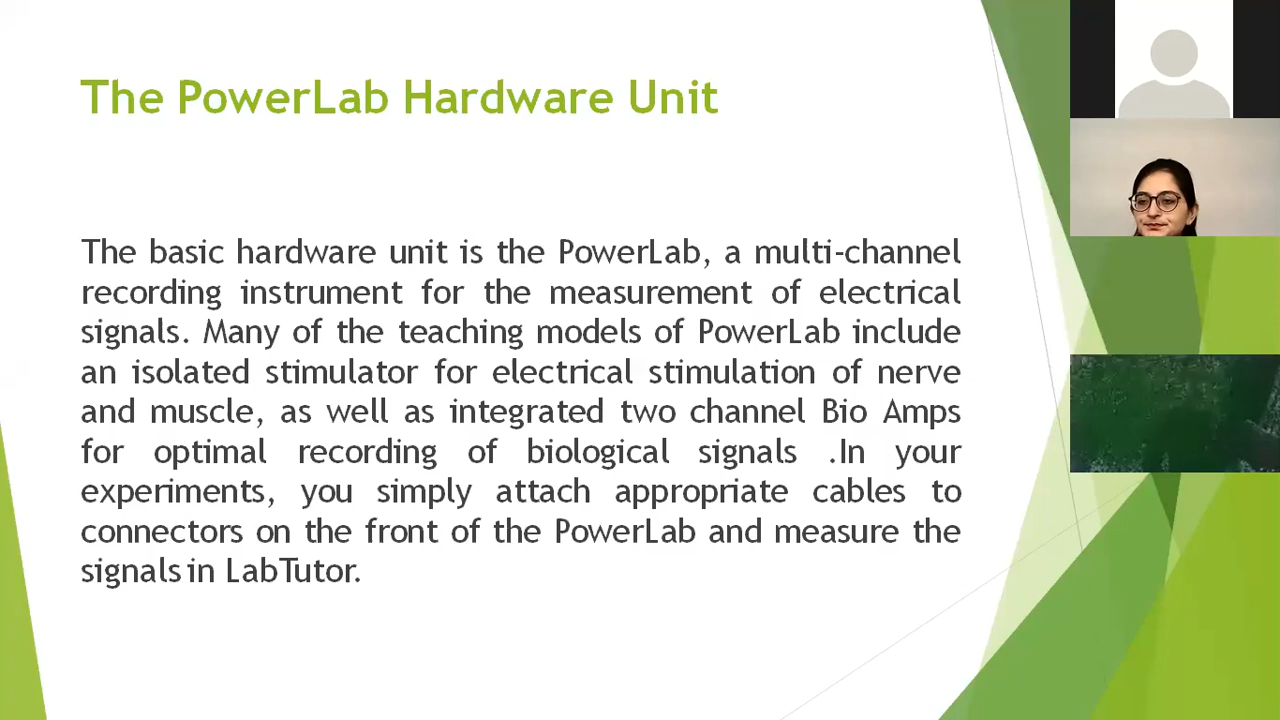 The PowerLab Hardware Unit
The basic hardware unit is the PowerLab, a multi-channel
recording instrument for the measurement of electrical
signals. Many of the teaching models of PowerLab include
an isolated stimulator for electrical stimulation of nerve
and muscle, as well as integrated two channel Bio Amps
for optimal recording of biological signals .In your
experiments, you simply attach appropriate cables to
connectors on the front of the PowerLab and measure the
signals in LabTutor.